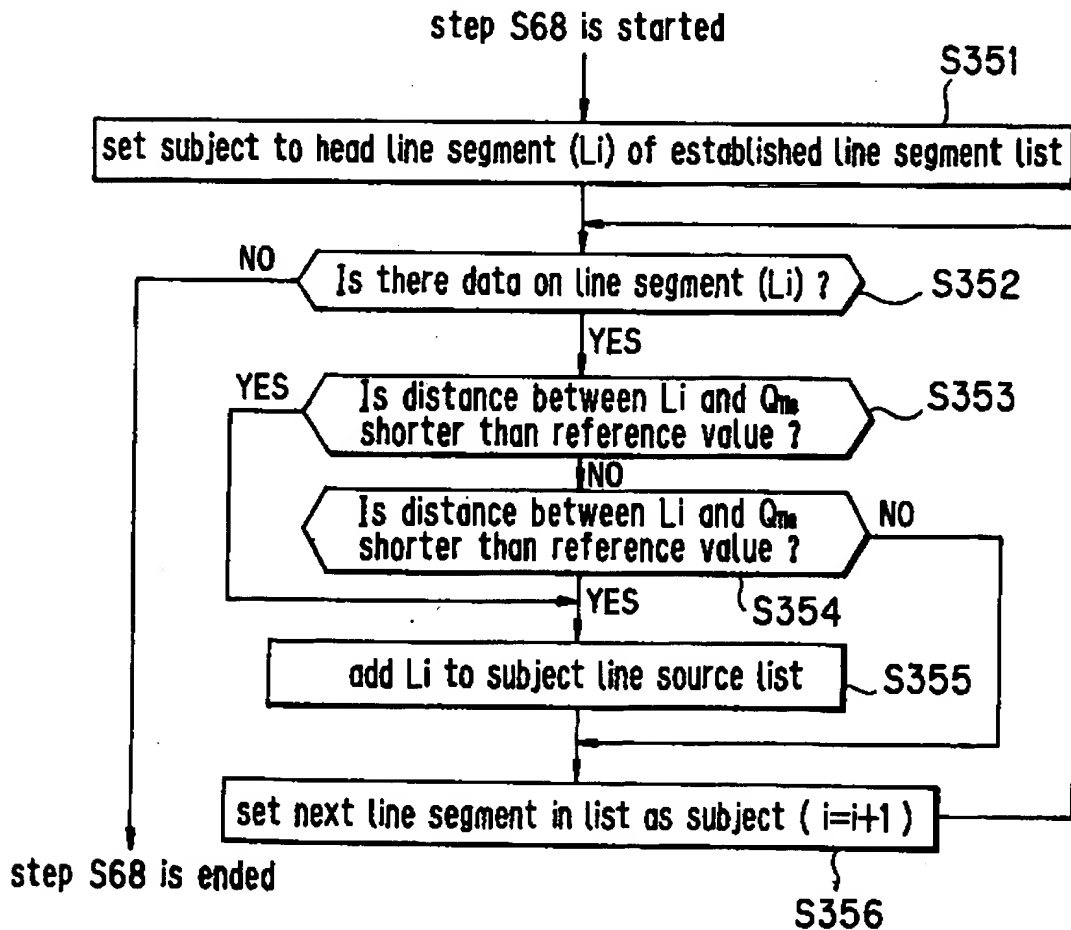 step S68 is started
S351
set subject to head line segment (Li) of established line segment list
NO
Is there data on line segment (Li) ?
S352
YES
YES
Is distance between Li and Qms
shorter than reference value ?
S353
NO
Is distance between Li and Qme
shorter than reference value ?
NO
YES
S354
add Li to subject line source list
S355
set next line segment in list as subject ( i=i+1 )
step S68 is ended
S356